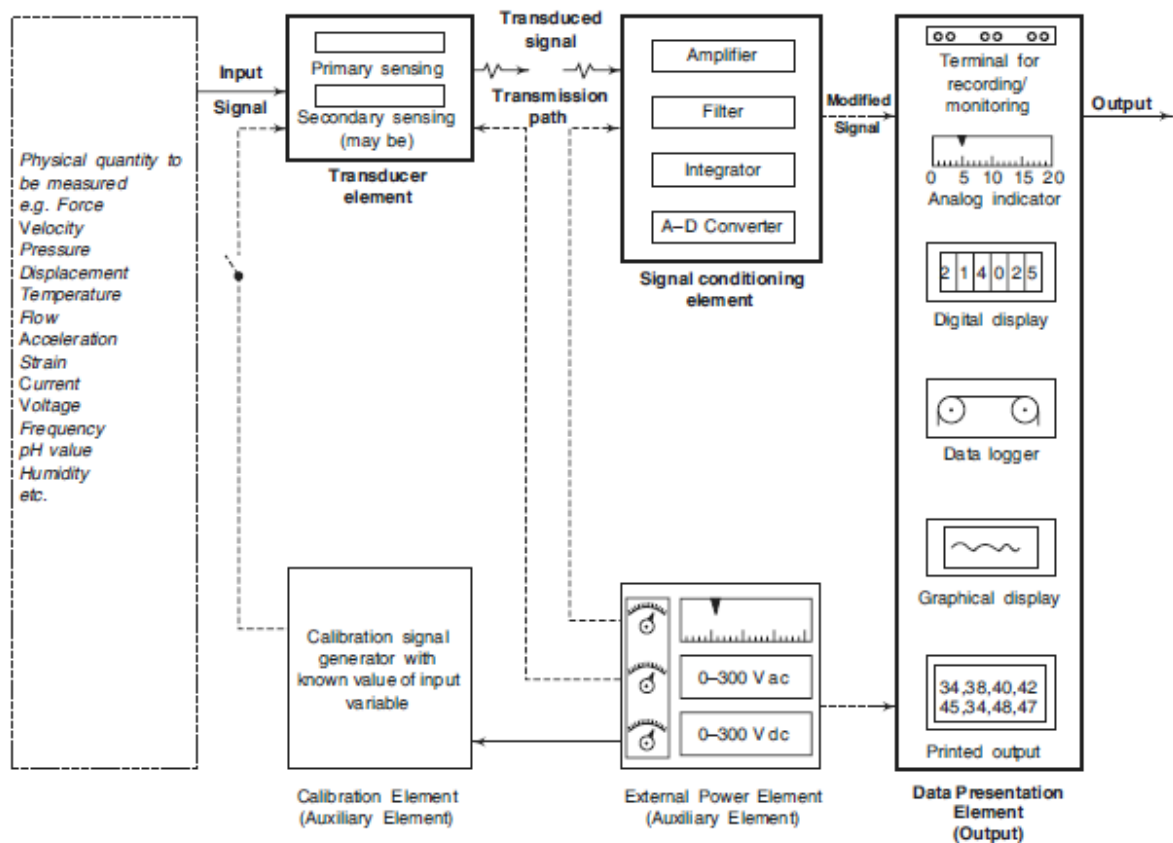 Physical quantity to
be measured
e.g. Force
Velocity
Pressure
Displacement
Temperature
Flow
Acceleration
Strain
Current
Voltage
Frequency
pH value
Humidity
etc.
Input
Signal
Primary sensing
Secondary sensing
(may be)
Transducer
element
Transduced
signal
Transmission
path
Amplifier
Filter
Integrator
A–D Converter
Signal conditioning
element
Modified
Signal
Terminal for
recording/
monitoring
0 5 10 15 20
Analog indicator
2 1 4 0 2 5
Digital display
Data logger
Graphical display
34,38,40,42
45,34,48,47
Printed output
Data Presentation
Element
(Output)
Output
Calibration signal
generator with
known value of input
variable
Calibration Element
(Auxiliary Element)
0–300 V ac
0–300 V dc
External Power Element
(Auxiliary Element)